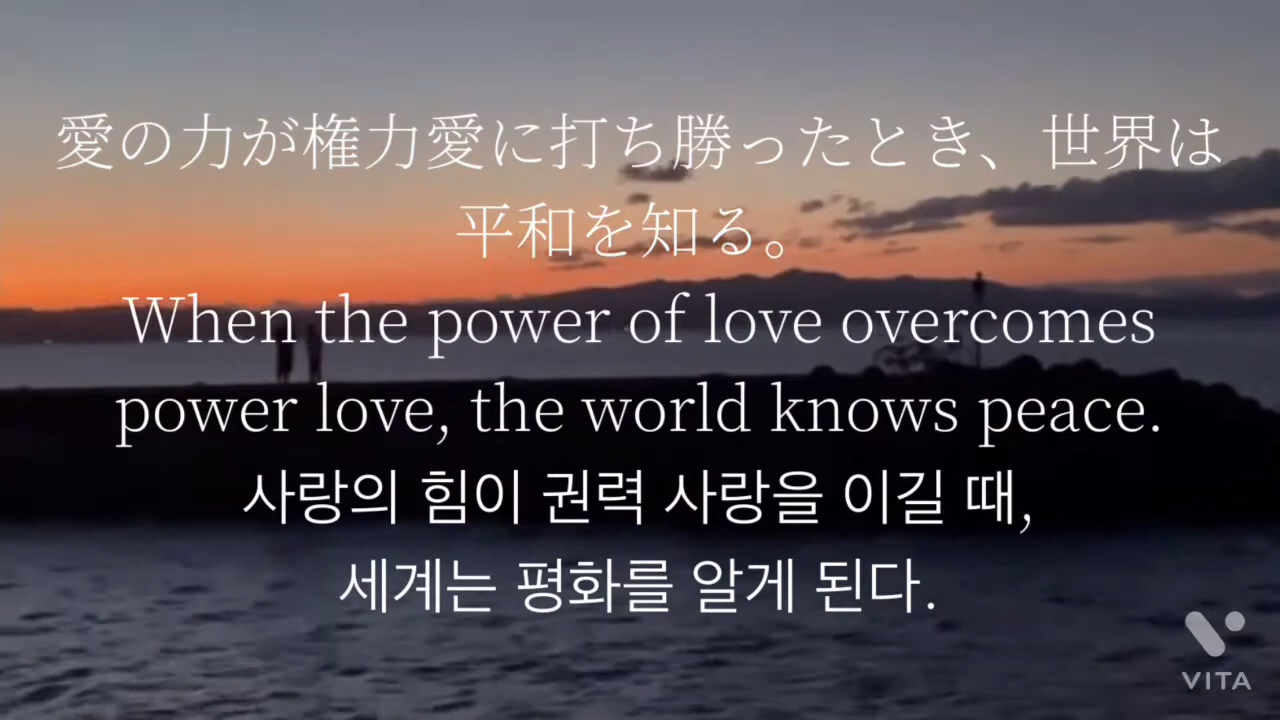 愛の力が権力愛に打ち勝ったとき、世界は
平和を知る。
When the power of love overcomes
power love, the world knows peace.
사랑의 힘이 권력 사랑을 이길 때,
세계는 평화를 알게 된다.
VITA